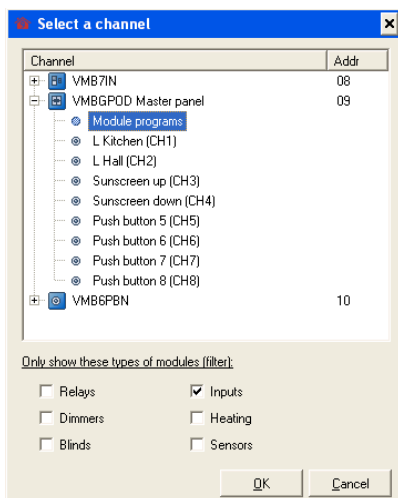 Select a channel
Channel Addr
VMB7IN 08
VMBGPOD Master panel 09
Module programs
L Kitchen (CH1)
L Hall (CH2)
Sunscreen up (CH3)
Sunscreen down (CH4)
Push button 5 (CH5)
Push button 6 (CH6)
Push button 7 (CH7)
Push button 8 (CH8)
VMB6PBN 10
Only show these types of modules (filter):
Relays Inputs
Dimmers Heating
Blinds Sensors
OK Cancel